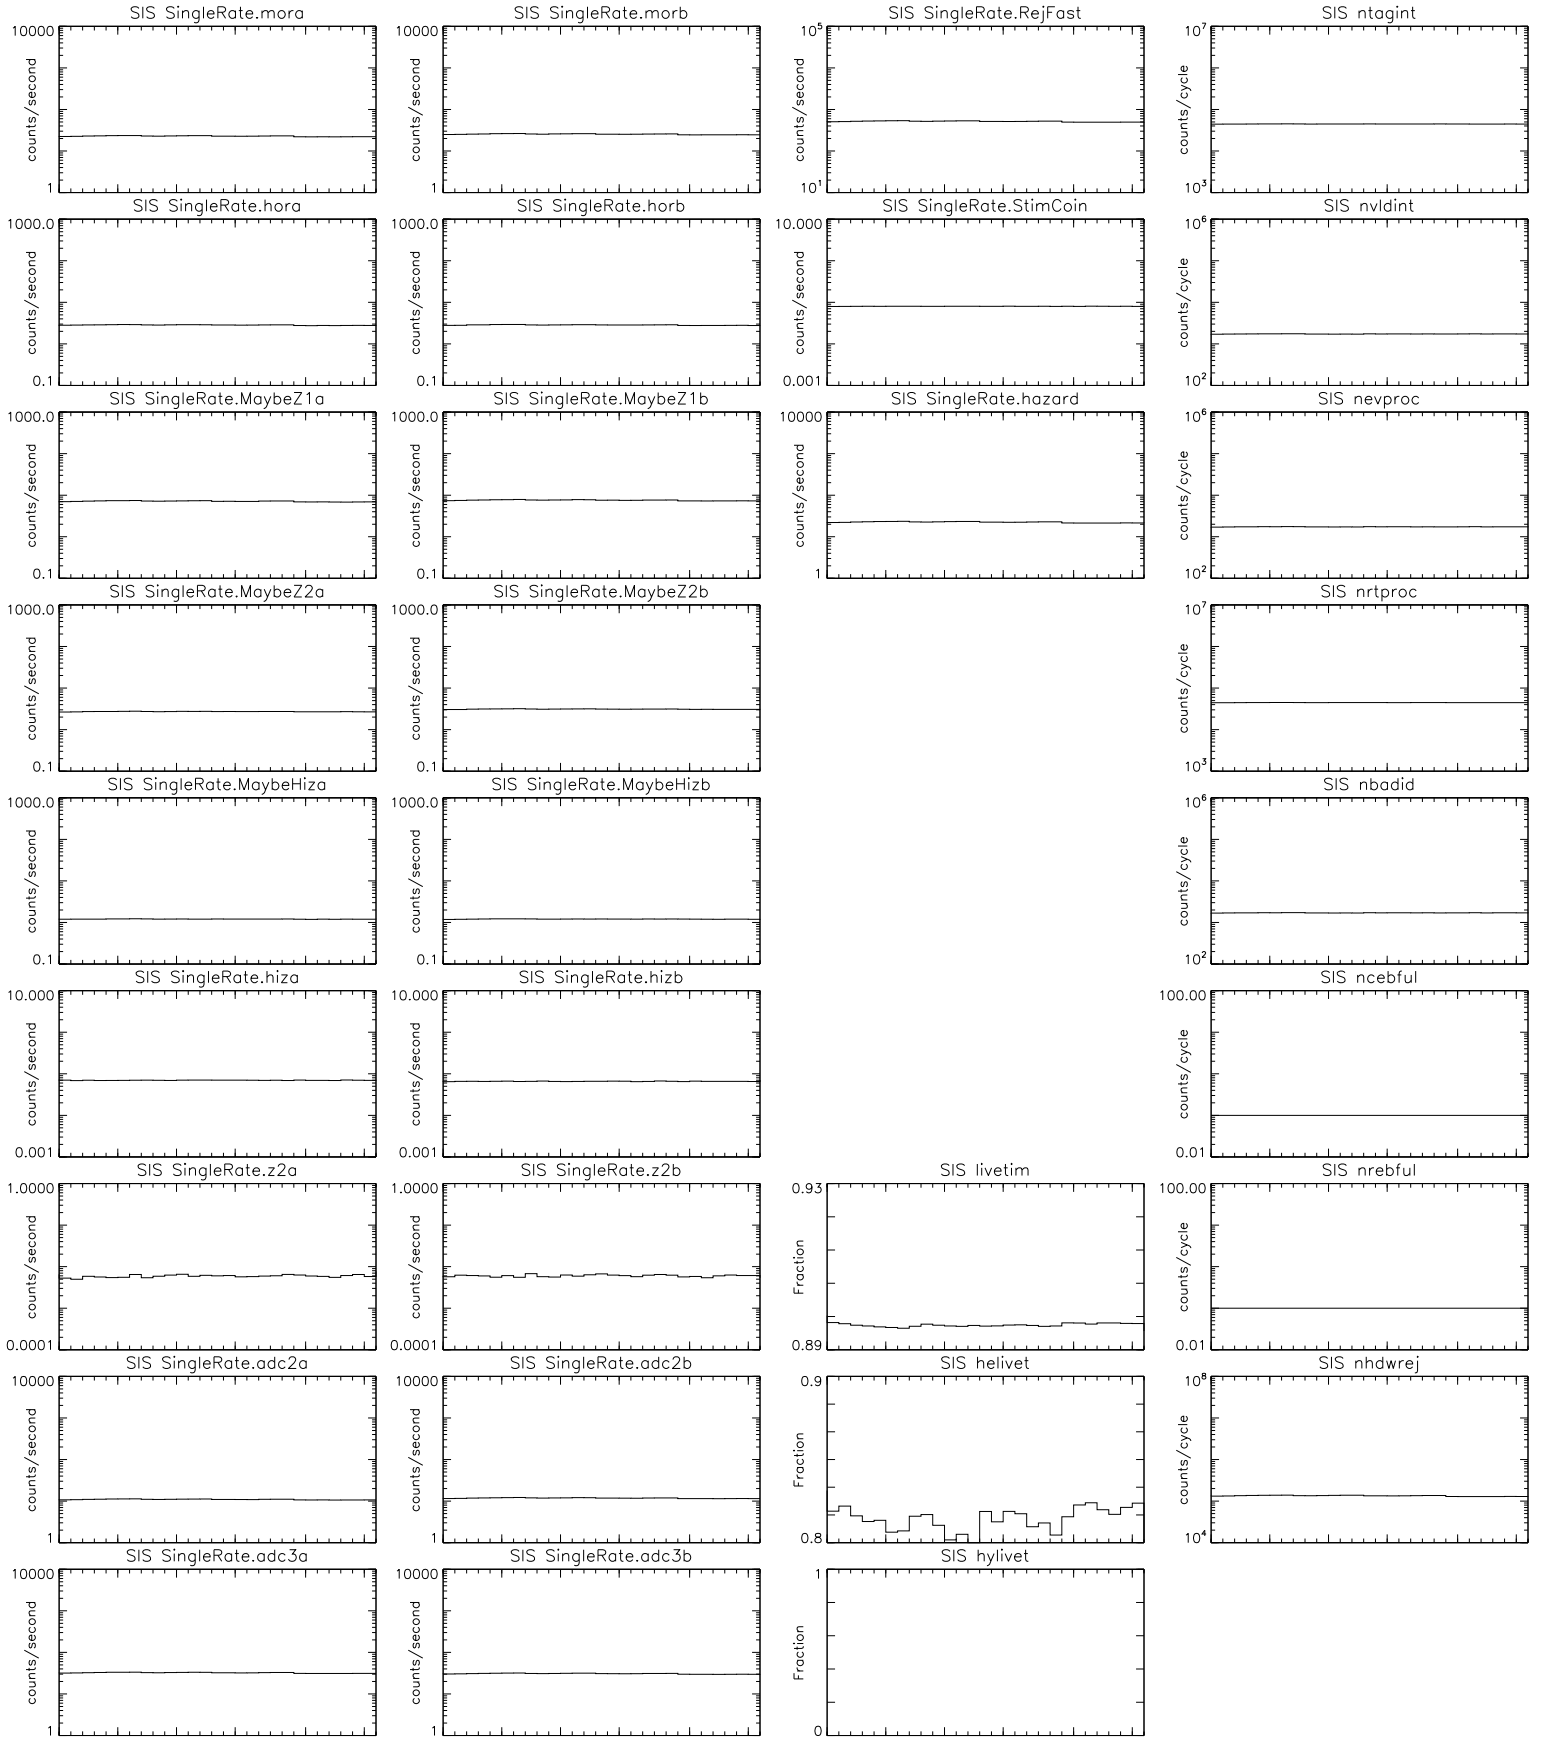 SIS SingleRate.mora
10000
counts/second
1
SIS SingleRate.morb
10000
counts/second
1
SIS SingleRate.RejFast
10^5
counts/second
10^1
SIS ntagint
10^7
counts/cycle
10^3
SIS SingleRate.hora
1000.0
counts/second
0.1
SIS SingleRate.horb
1000.0
counts/second
0.1
SIS SingleRate.StimCoin
10.000
counts/second
0.001
SIS nvldint
10^6
counts/cycle
10^2
SIS SingleRate.MaybeZ1a
1000.0
counts/second
0.1
SIS SingleRate.MaybeZ1b
1000.0
counts/second
0.1
SIS SingleRate.hazard
10000
counts/second
1
SIS nevproc
10^6
counts/cycle
10^2
SIS SingleRate.MaybeZ2a
1000.0
counts/second
0.1
SIS SingleRate.MaybeZ2b
1000.0
counts/second
0.1
SIS nrtproc
10^7
counts/cycle
10^3
SIS SingleRate.MaybeHiza
1000.0
counts/second
0.1
SIS SingleRate.MaybeHizb
1000.0
counts/second
0.1
SIS nbadid
10^6
counts/cycle
10^2
SIS SingleRate.hiza
10.000
counts/second
0.001
SIS SingleRate.hizb
10.000
counts/second
0.001
SIS ncebful
100.00
counts/cycle
0.01
SIS SingleRate.z2a
1.0000
counts/second
0.0001
SIS SingleRate.z2b
1.0000
counts/second
0.0001
SIS livetim
0.93
Fraction
0.89
SIS nrebful
100.00
counts/cycle
0.01
SIS SingleRate.adc2a
10000
counts/second
1
SIS SingleRate.adc2b
10000
counts/second
1
SIS helivet
0.9
Fraction
0.8
SIS nhdwrej
10^8
counts/cycle
10^4
SIS SingleRate.adc3a
10000
counts/second
1
SIS SingleRate.adc3b
10000
counts/second
1
SIS hylivet
1
Fraction
0